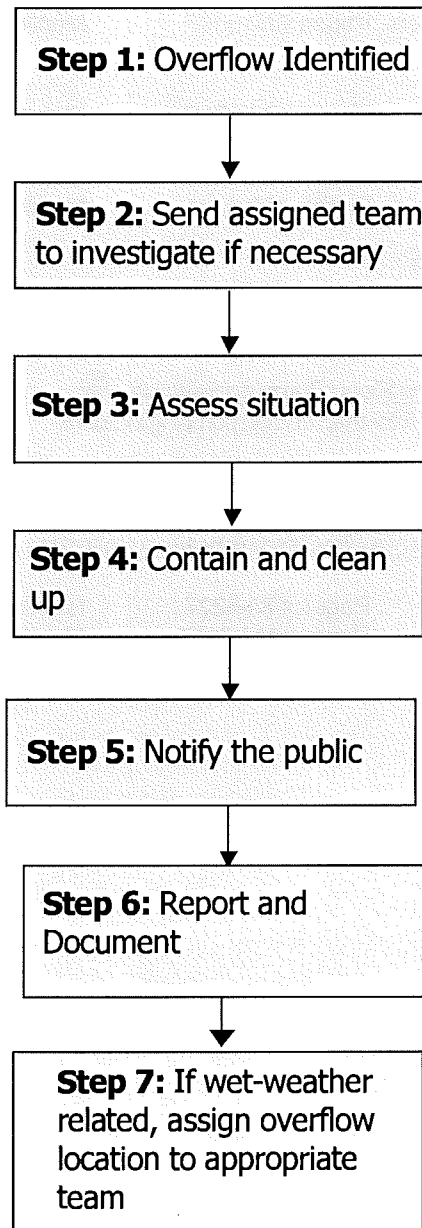 Step 1: Overflow Identified
Step 2: Send assigned team
to investigate if necessary
Step 3: Assess situation
Step 4: Contain and clean
up
Step 5: Notify the public
Step 6: Report and
Document
Step 7: If wet-weather
related, assign overflow
location to appropriate
team